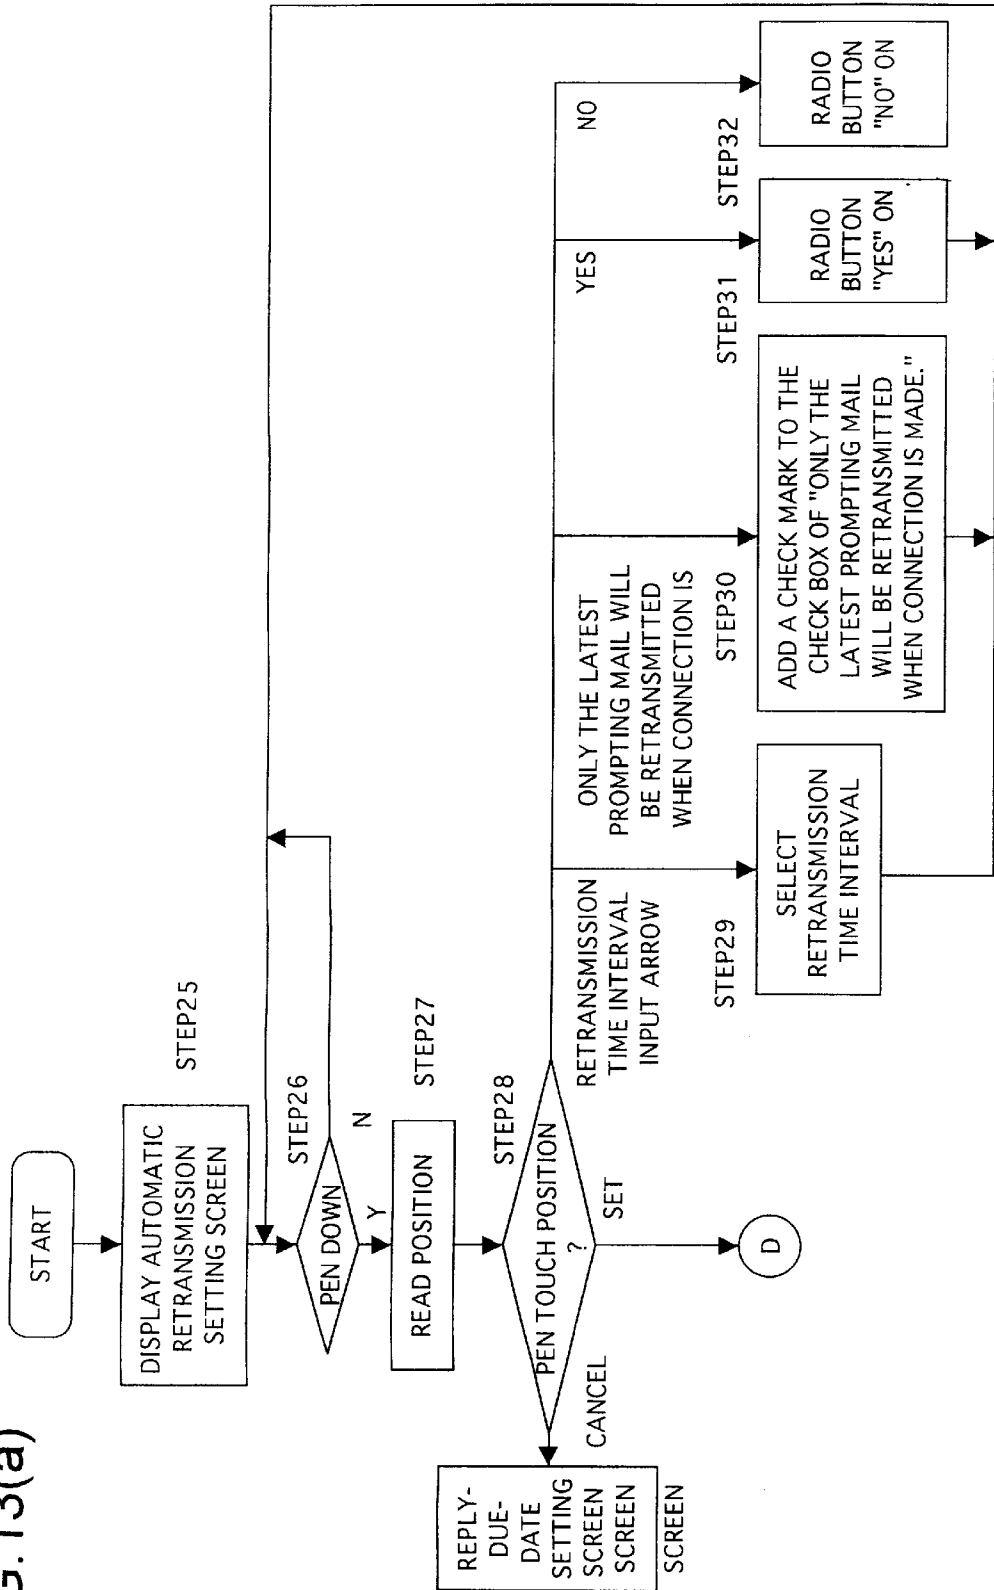 G. 13(a)
START
DISPLAY AUTOMATIC
RETRANSMISSION
SETTING SCREEN
STEP25
STEP26
PEN DOWN
N
Y
READ POSITION
STEP27
STEP28
PEN TOUCH POSITION
?
CANCEL
SET
REPLY-
DUE-
DATE
SETTING
SCREEN
SCREEN
SCREEN
D
RETRANSMISSION
TIME INTERVAL
INPUT ARROW
STEP29
SELECT
RETRANSMISSION
TIME INTERVAL
ONLY THE LATEST
PROMPTING MAIL WILL
BE RETRANSMITTED
WHEN CONNECTION IS
STEP30
ADD A CHECK MARK TO THE
CHECK BOX OF "ONLY THE
LATEST PROMPTING MAIL
WILL BE RETRANSMITTED
WHEN CONNECTION IS MADE."
YES
STEP31
RADIO
BUTTON
"YES" ON
NO
STEP32
RADIO
BUTTON
"NO" ON